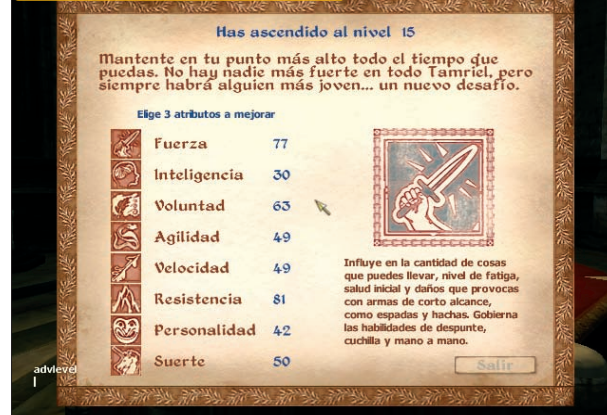 Has ascendido al nivel 15
Mantente en tu punto más alto todo el tiempo que
puedas. No hay nadie más fuerte en todo Tamriel, pero
siempre habrá alguien más joven... un nuevo desafío.
Elige 3 atributos a mejorar
Fuerza 77
Inteligencia 30
Voluntad 63
Agilidad 49
Velocidad 49
Resistencia 81
Personalidad 42
Suerte 50
Influye en la cantidad de cosas
que puedes llevar, nivel de fatiga,
salud inicial y daños que provocas
con armas de corto alcance,
como espadas y hachas. Gobierna
las habilidades de despunte,
cuchilla y mano a mano.
Salir
advlevel
|